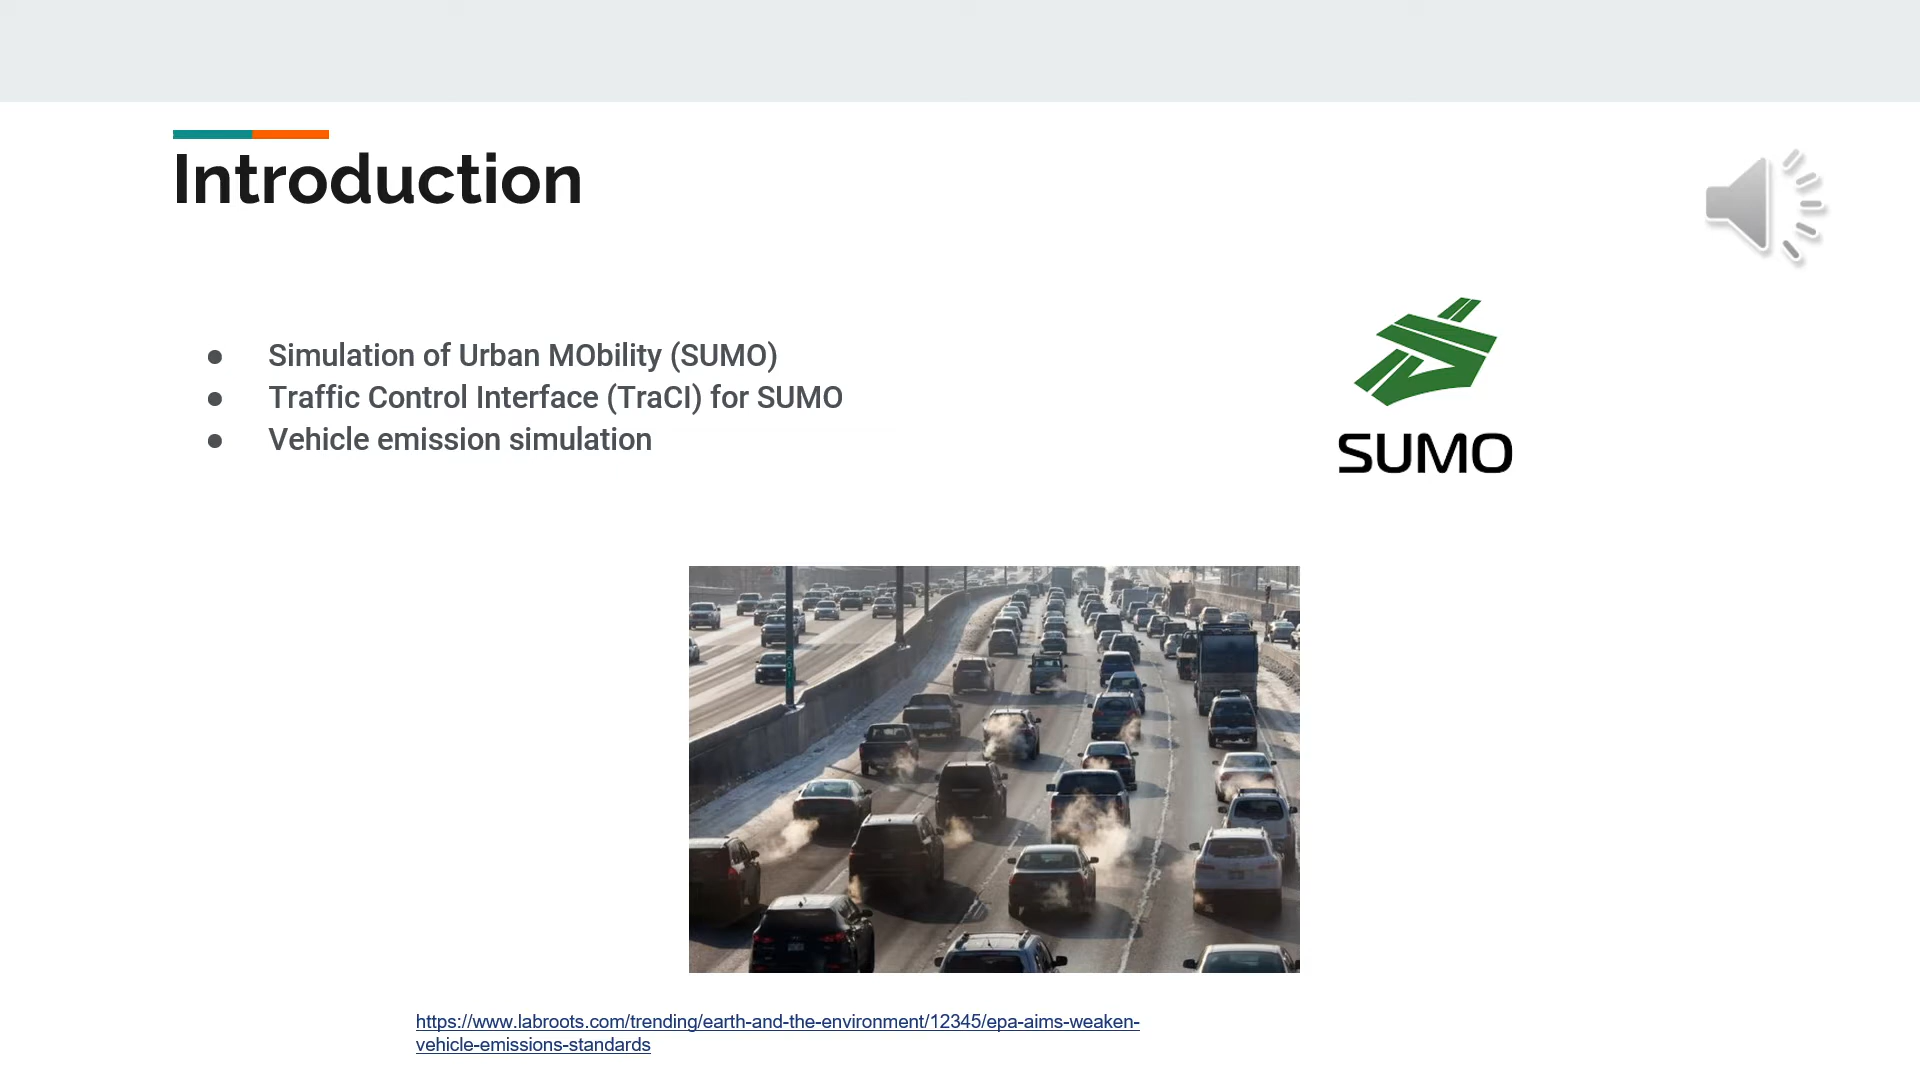 Introduction
Simulation of Urban MObility (SUMO)
Traffic Control Interface (TraCI) for SUMO
Vehicle emission simulation
SUMO
https://www.labroots.com/trending/earth-and-the-environment/12345/epa-aims-weaken-
vehicle-emissions-standards